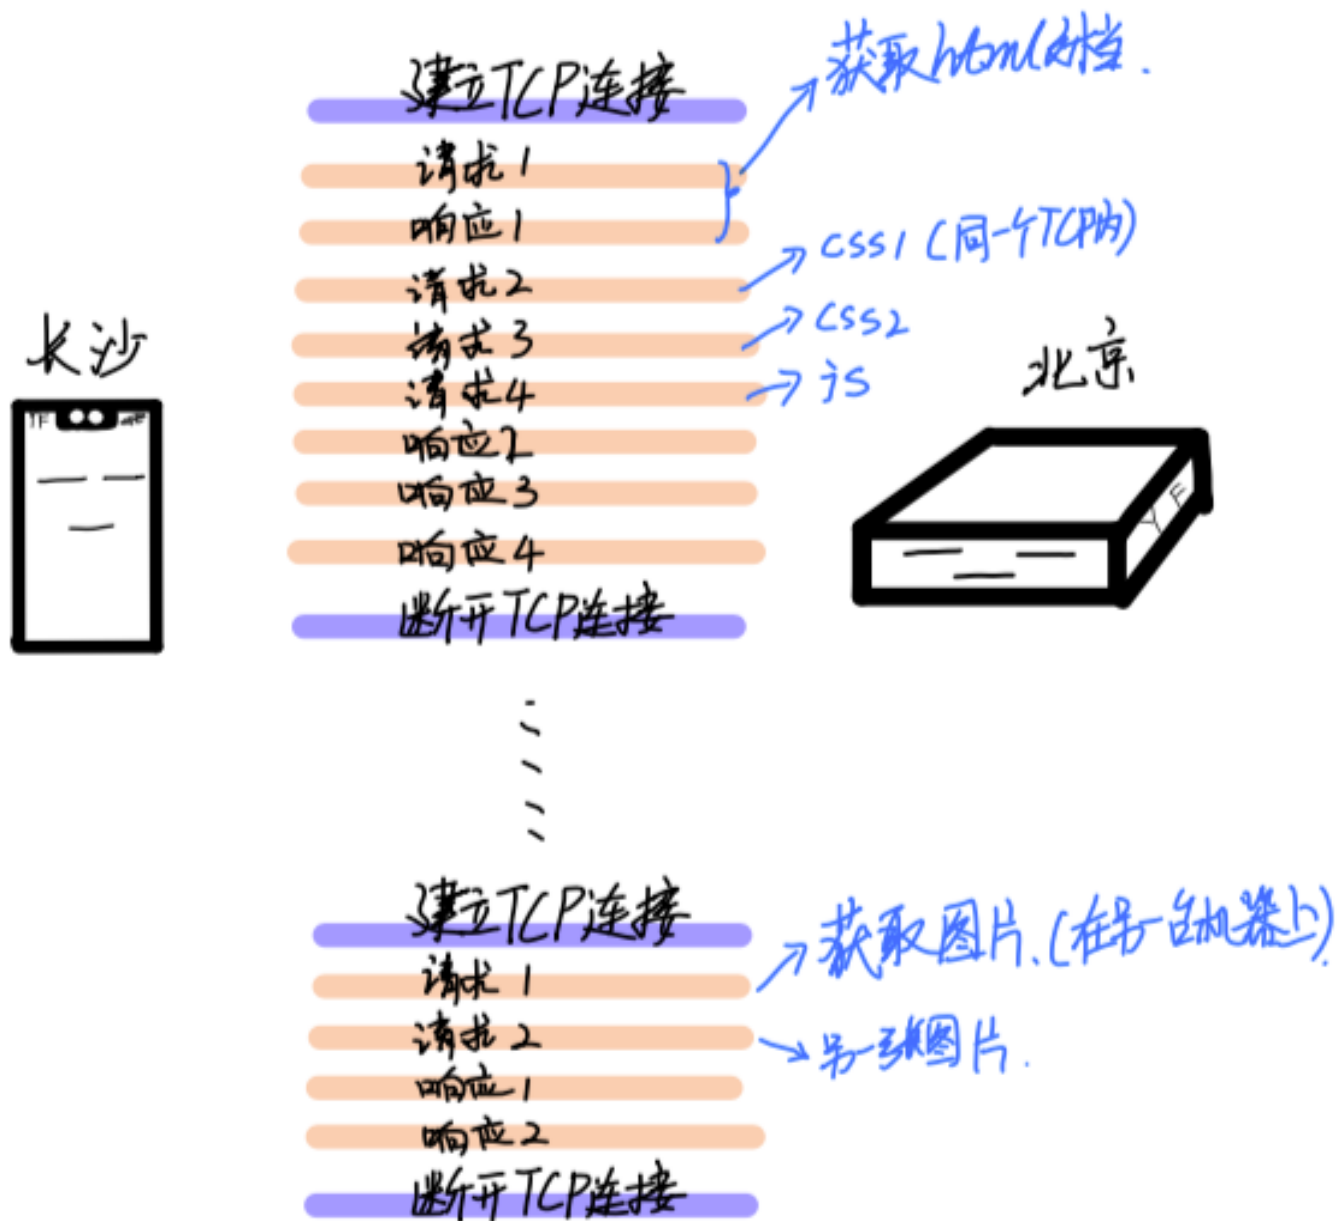 获取html文档.
建立TCP连接
请求1
响应1
css1(同一个TCP内)
请求2
css2
请求3
js
请求4
长沙
北京
响应2
响应3
响应4
YF
断开TCP连接
建立TCP连接
获取图片.(在另一台机器上)
请求1
请求2
另一张图片.
响应1
响应2
断开TCP连接